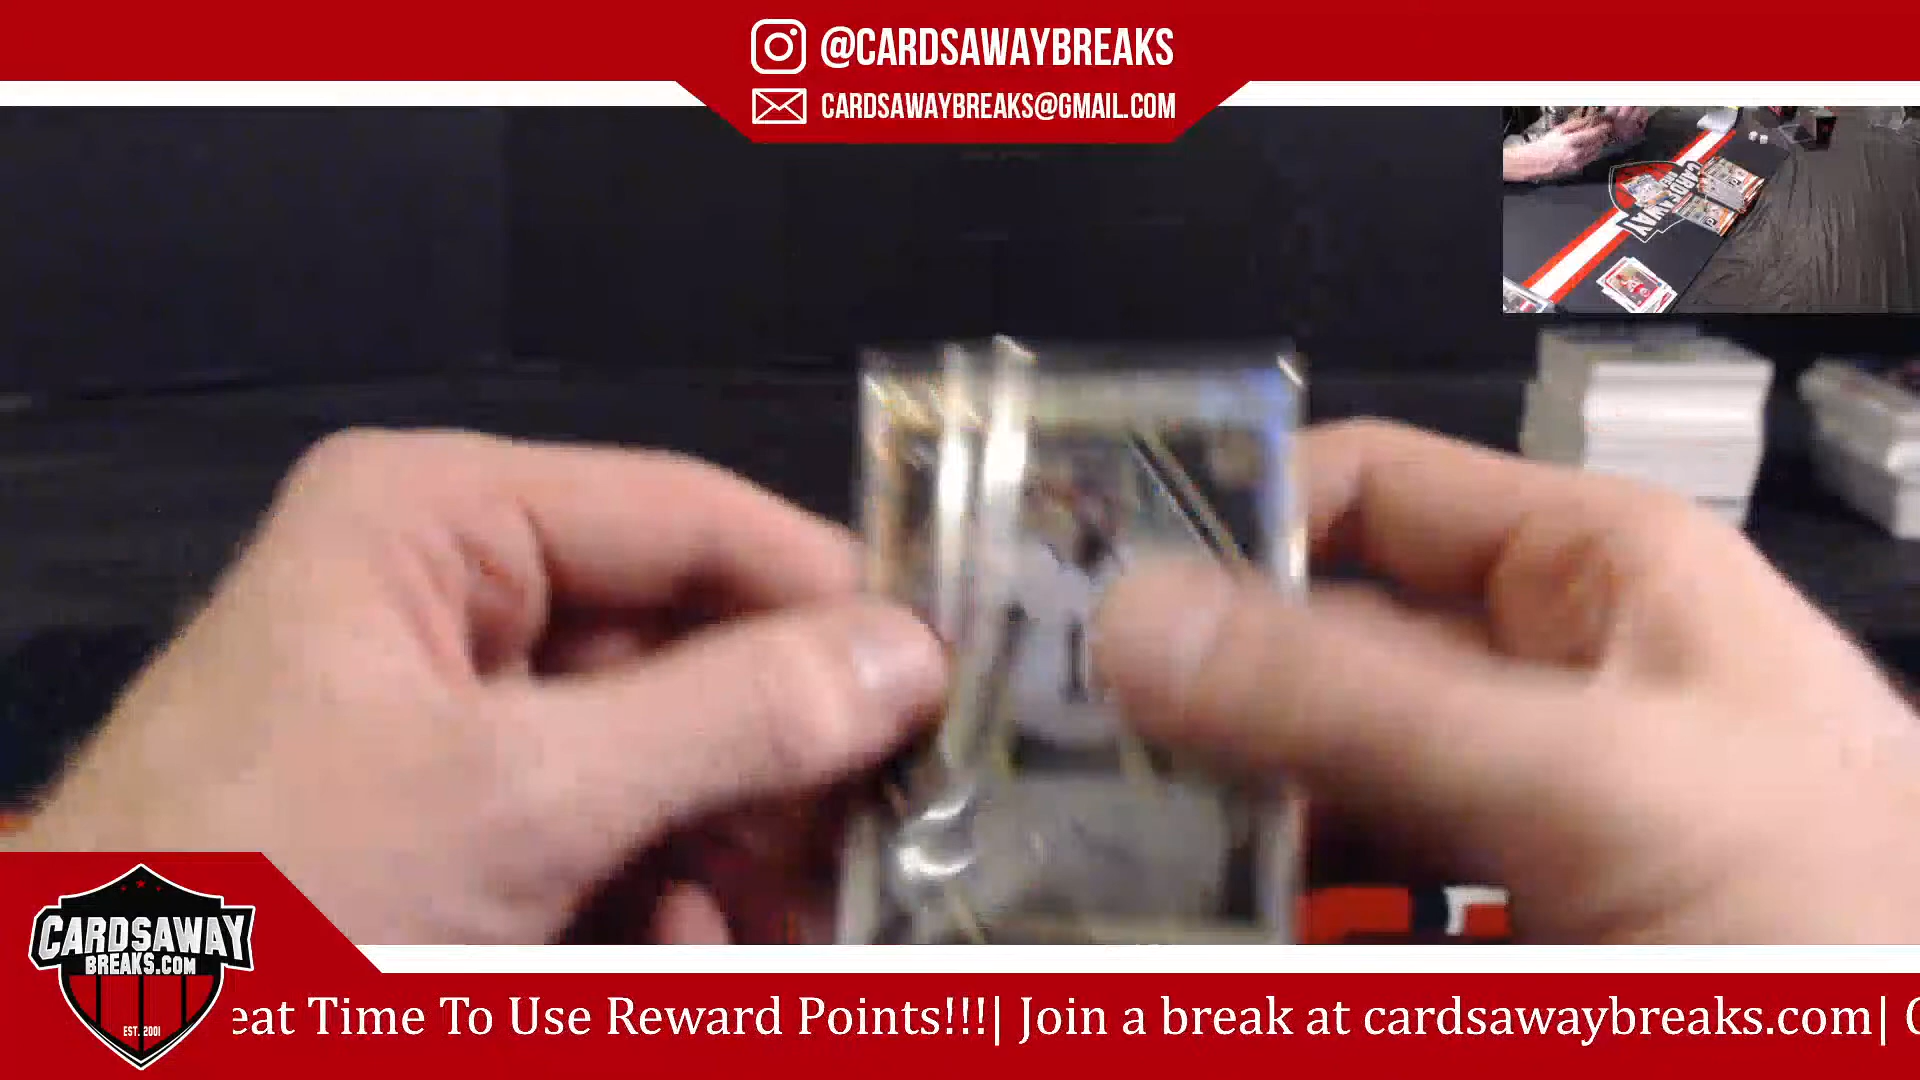 @CARDSAWAYBREAKS
CARDSAWAYBREAKS@GMAIL.COM
CARDSAWAY
BREAKS.COM
EST. 2001
eat Time To Use Reward Points!!!| Join a break at cardsawaybreaks.com|